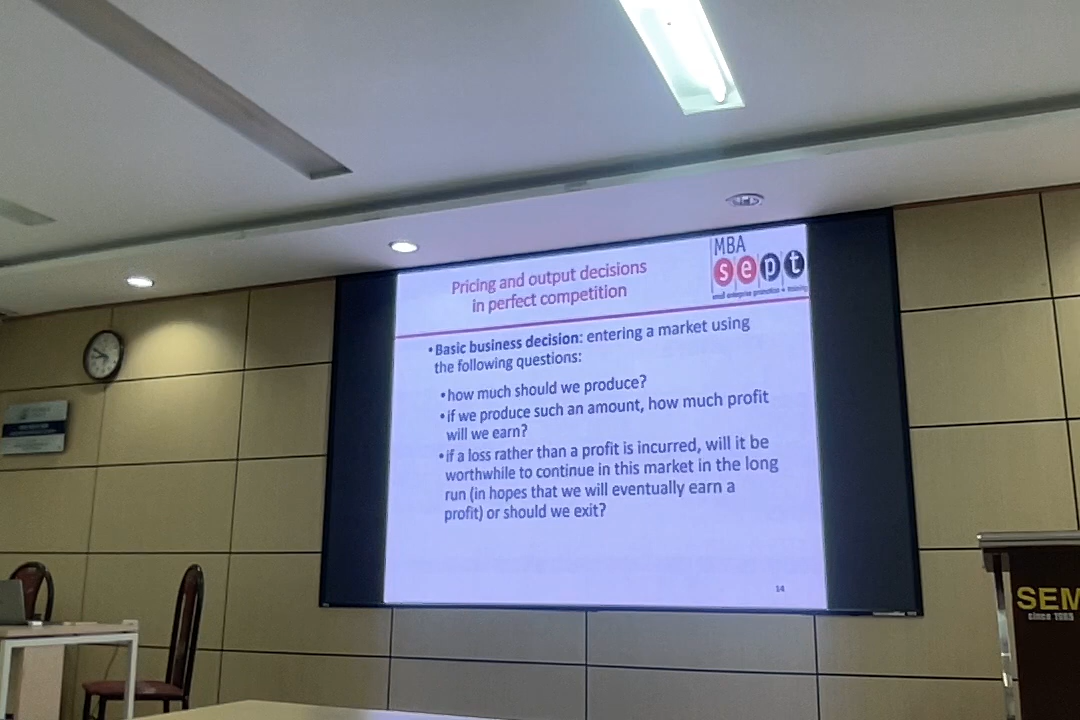 MBA
sept
small enterprise promotion + training
Pricing and output decisions
in perfect competition
•Basic business decision: entering a market using
the following questions:
•how much should we produce?
•if we produce such an amount, how much profit
will we earn?
•if a loss rather than a profit is incurred, will it be
worthwhile to continue in this market in the long
run (in hopes that we will eventually earn a
profit) or should we exit?
14
SEM
since 1965